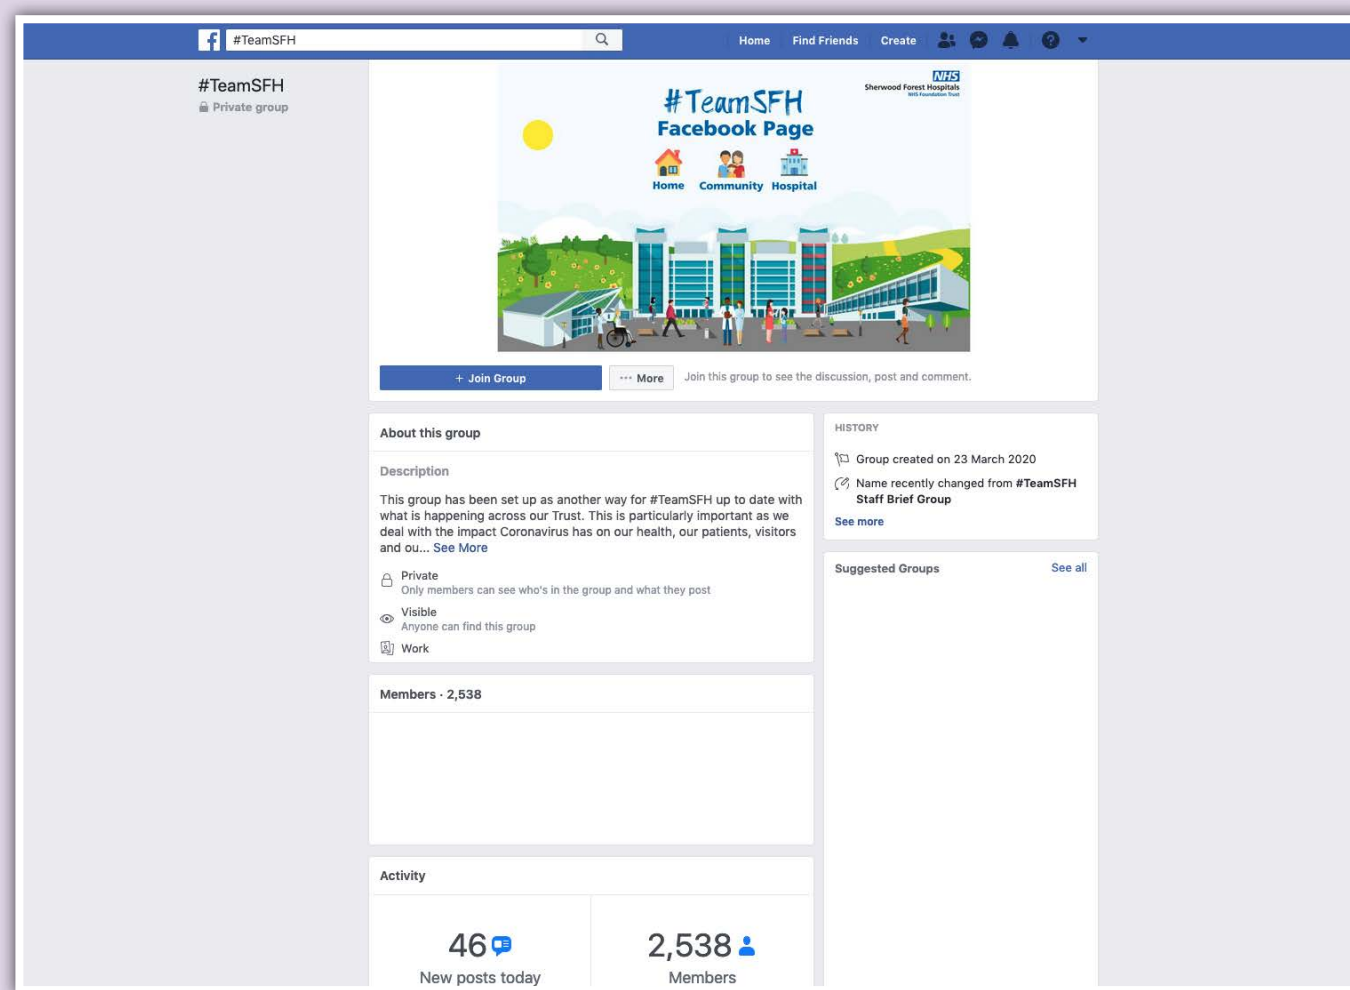 #TeamSFH
Home Find Friends Create
#TeamSFH
Private group
NHS
Sherwood Forest Hospitals
NHS Foundation Trust
#TeamSFH
Facebook Page
Home Community Hospital
+ Join Group
··· More
Join this group to see the discussion, post and comment.
About this group
Description
This group has been set up as another way for #TeamSFH up to date with
what is happening across our Trust. This is particularly important as we
deal with the impact Coronavirus has on our health, our patients, visitors
and ou... See More
Private
Only members can see who's in the group and what they post
Visible
Anyone can find this group
Work
Members · 2,538
Activity
46
New posts today
2,538
Members
HISTORY
Group created on 23 March 2020
Name recently changed from #TeamSFH
Staff Brief Group
See more
Suggested Groups
See all